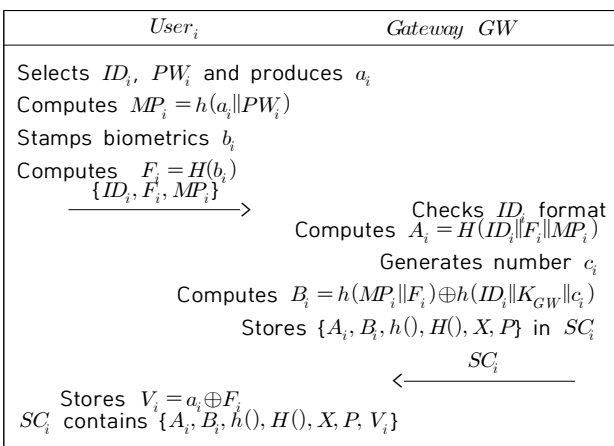 User_i Gateway GW
Selects ID_i, PW_i and produces a_i
Computes MP_i = h(a_i||PW_i)
Stamps biometrics b_i
Computes F_i = H(b_i)
{ID_i, F_i, MP_i}
Checks ID_i format
Computes A_i = H(ID_i||F_i||MP_i)
Generates number c_i
Computes B_i = h(MP_i||F_i)⊕h(ID_i||K_GW||c_i)
Stores {A_i, B_i, h(), H(), X, P} in SC_i
SC_i
Stores V_i = a_i⊕F_i
SC_i contains {A_i, B_i, h(), H(), X, P, V_i}